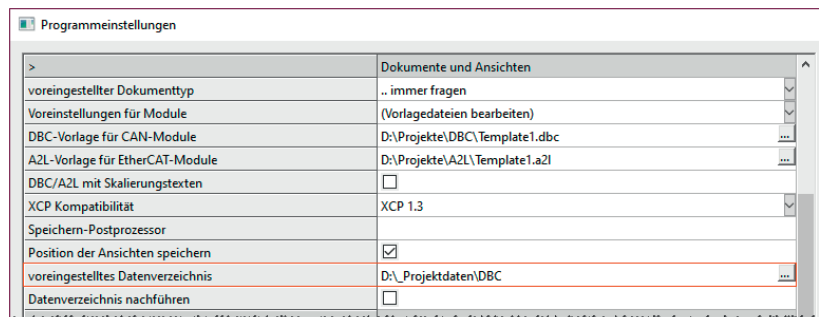 Programmeinstellungen
> Dokumente und Ansichten
voreingestellter Dokumenttyp .. immer fragen
Voreinstellungen für Module (Vorlagedateien bearbeiten)
DBC-Vorlage für CAN-Module D:\Projekte\DBC\Template1.dbc ...
A2L-Vorlage für EtherCAT-Module D:\Projekte\A2L\Template1.a2l ...
DBC/A2L mit Skalierungstexten
XCP Kompatibilität XCP 1.3
Speichern-Postprozessor
Position der Ansichten speichern
voreingestelltes Datenverzeichnis D:\_Projektdaten\DBC ...
Datenverzeichnis nachführen